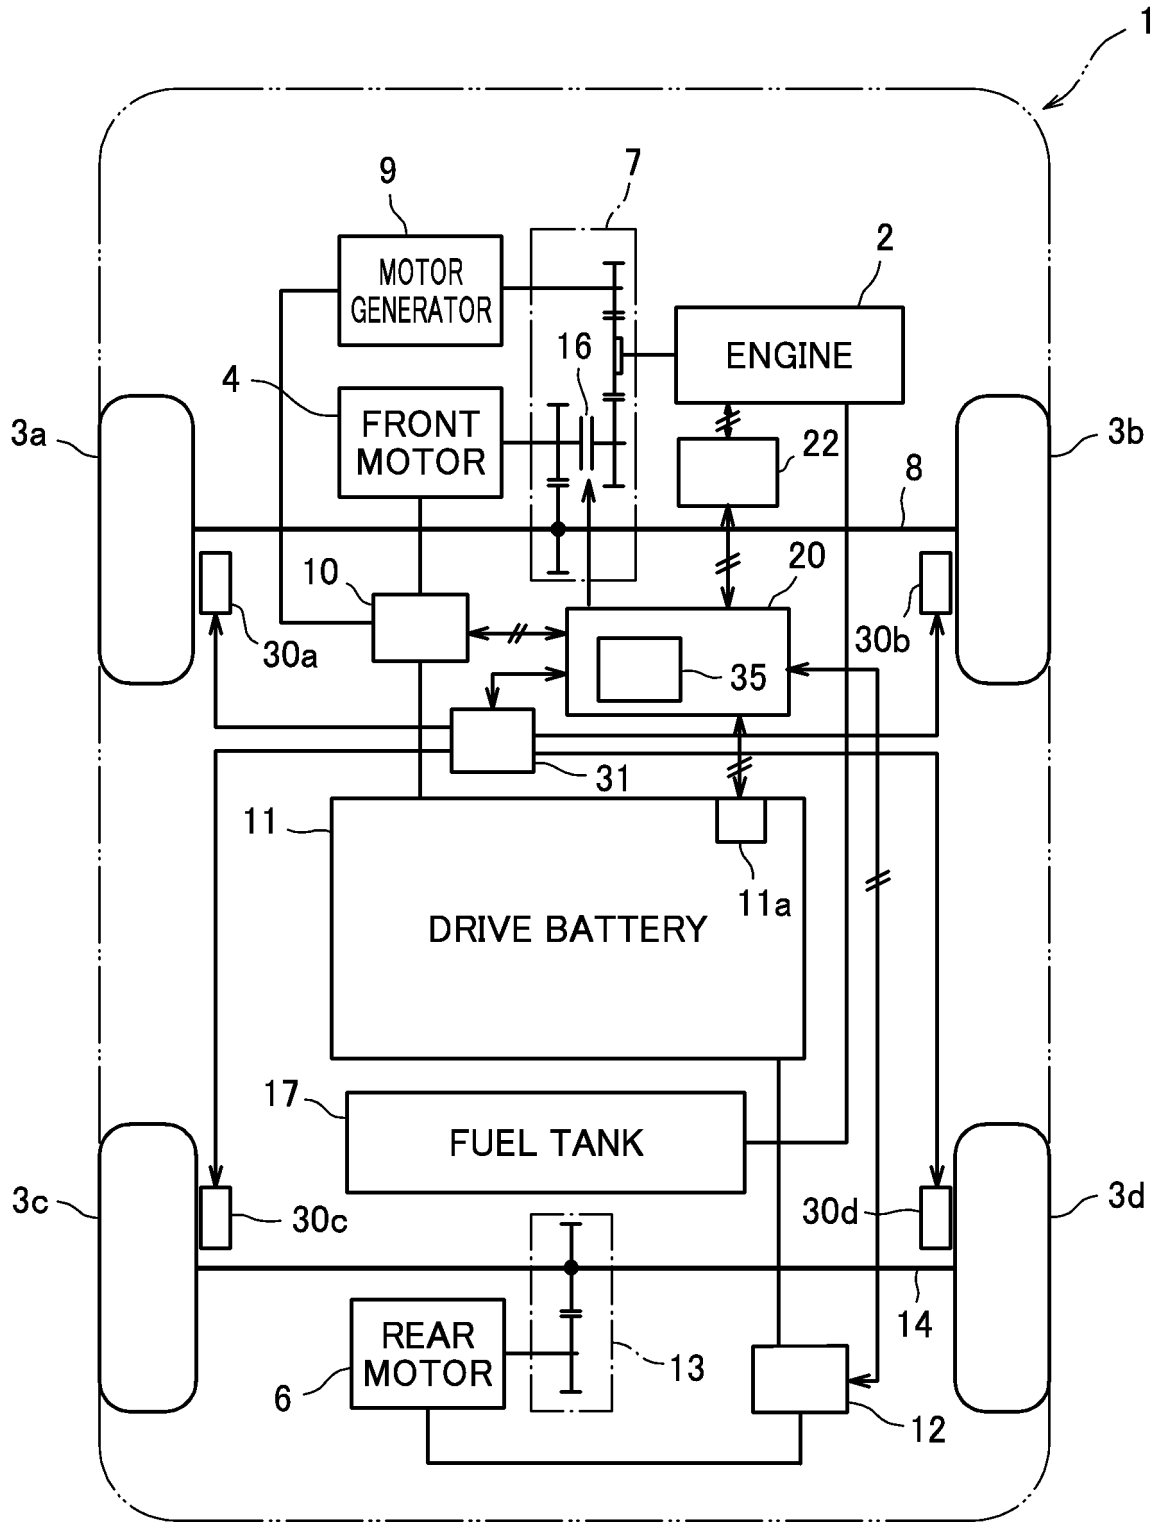 1
9
7
2
MOTOR
GENERATOR
16
ENGINE
4
FRONT
MOTOR
3a
3b
22
8
10
20
30a
30b
35
31
11
11a
DRIVE BATTERY
17
FUEL TANK
3c
30c
30d
3d
14
REAR
MOTOR
13
6
12